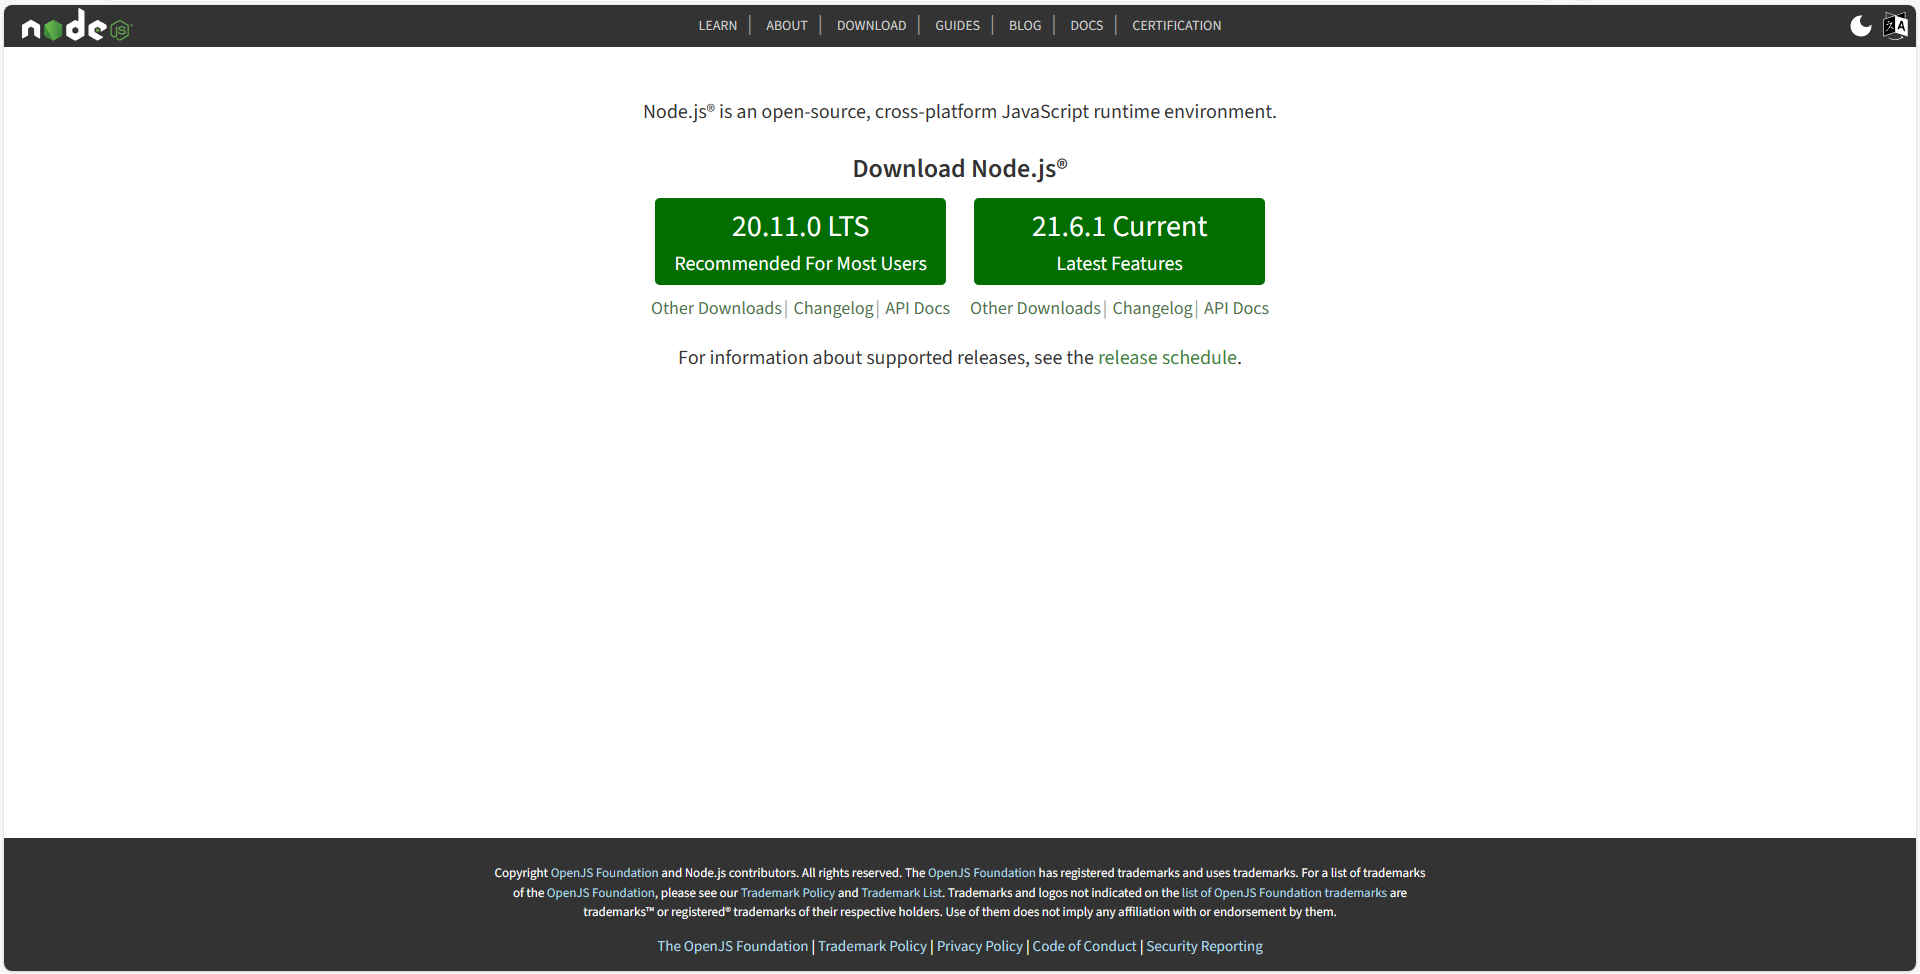 node JS
LEARN | ABOUT | DOWNLOAD | GUIDES | BLOG | DOCS | CERTIFICATION
Node.js® is an open-source, cross-platform JavaScript runtime environment.
Download Node.js®
20.11.0 LTS
Recommended For Most Users
21.6.1 Current
Latest Features
Other Downloads | Changelog | API Docs
Other Downloads | Changelog | API Docs
For information about supported releases, see the release schedule.
Copyright OpenJS Foundation and Node.js contributors. All rights reserved. The OpenJS Foundation has registered trademarks and uses trademarks. For a list of trademarks
of the OpenJS Foundation, please see our Trademark Policy and Trademark List. Trademarks and logos not indicated on the list of OpenJS Foundation trademarks are
trademarks™ or registered® trademarks of their respective holders. Use of them does not imply any affiliation with or endorsement by them.
The OpenJS Foundation | Trademark Policy | Privacy Policy | Code of Conduct | Security Reporting